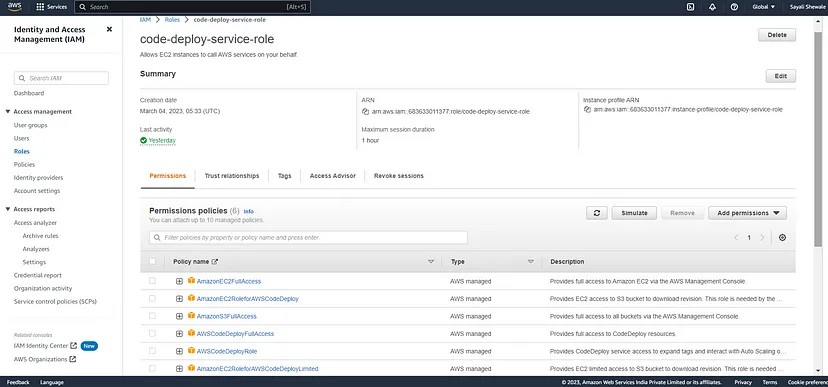 aws
Services
Search
[Alt+S]
Global
Sayali Shewale
Identity and Access
Management (IAM)
Search IAM
Dashboard
Access management
User groups
Users
Roles
Policies
Identity providers
Account settings
Access reports
Access analyzer
Archive rules
Analyzers
Settings
Credential report
Organization activity
Service control policies (SCPs)
Related consoles
IAM Identity Center
New
AWS Organizations
IAM
Roles
code-deploy-service-role
code-deploy-service-role
Delete
Allows EC2 instances to call AWS services on your behalf.
Summary
Edit
Creation date
March 04, 2023, 05:33 (UTC)
Last activity
Yesterday
ARN
arn:aws:iam::683633011377:role/code-deploy-service-role
Maximum session duration
1 hour
Instance profile ARN
arn:aws:iam::683633011377:instance-profile/code-deploy-service-role
Permissions
Trust relationships
Tags
Access Advisor
Revoke sessions
Permissions policies (6)
Info
You can attach up to 10 managed policies.
Simulate
Remove
Add permissions
Filter policies by property or policy name and press enter.
1
Policy name
Type
Description
AmazonEC2FullAccess
AWS managed
Provides full access to Amazon EC2 via the AWS Management Console
AmazonEC2RoleforAWSCodeDeploy
AWS managed
Provides EC2 access to S3 bucket to download revision. This role is needed by the ...
AmazonS3FullAccess
AWS managed
Provides full access to all buckets via the AWS Management Console.
AWSCodeDeployFullAccess
AWS managed
Provides full access to CodeDeploy resources.
AWSCodeDeployRole
AWS managed
Provides CodeDeploy service access to expand tags and interact with Auto Scaling o...
AmazonEC2RoleforAWSCodeDeployLimited
AWS managed
Provides EC2 limited access to S3 bucket to download revision. This role is needed ...
Feedback
Language
© 2023, Amazon Web Services India Private Limited or its affiliates.
Privacy
Terms
Cookie preferenc